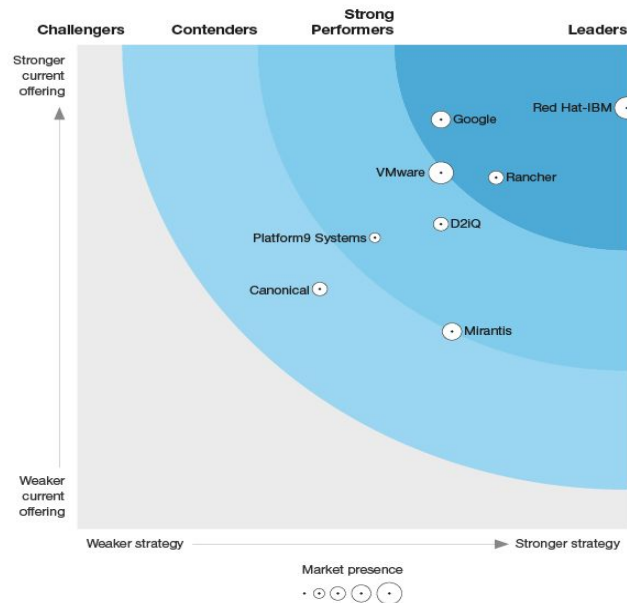 Challengers
Contenders
Strong
Performers
Leaders
Stronger
current
offering
Red Hat-IBM
Google
VMware
Rancher
D2iQ
Platform9 Systems
Canonical
Mirantis
Weaker
current
offering
Weaker strategy
Stronger strategy
Market presence